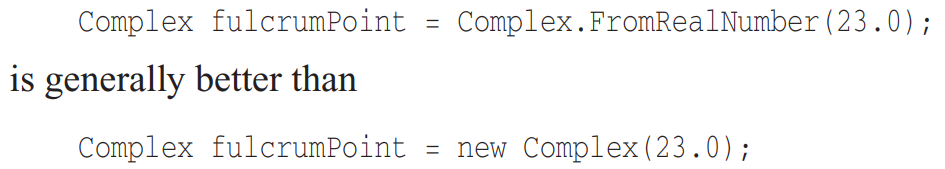 Complex fulcrumPoint = Complex.FromRealNumber(23.0);
is generally better than
Complex fulcrumPoint = new Complex(23.0);